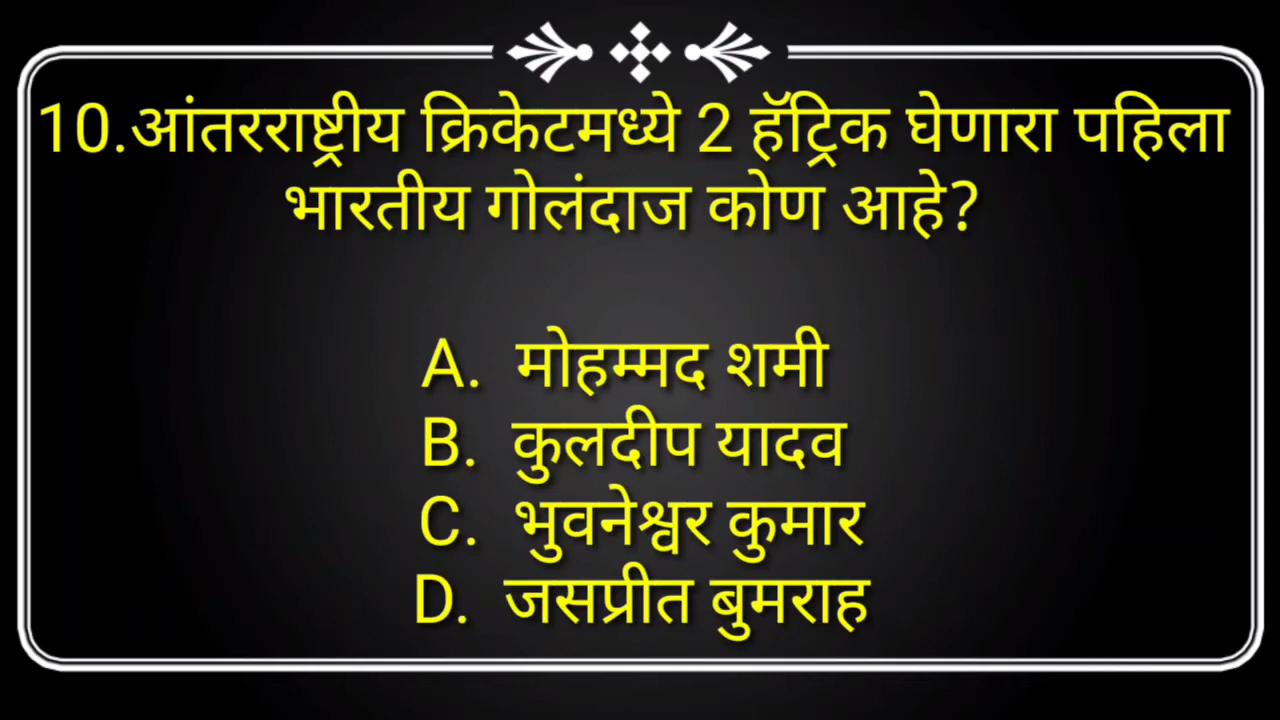 10.आंतरराष्ट्रीय क्रिकेटमध्ये 2 हॅट्रिक घेणारा पहिला
भारतीय गोलंदाज कोण आहे?
A. मोहम्मद शमी
B. कुलदीप यादव
C. भुवनेश्वर कुमार
D. जसप्रीत बुमराह